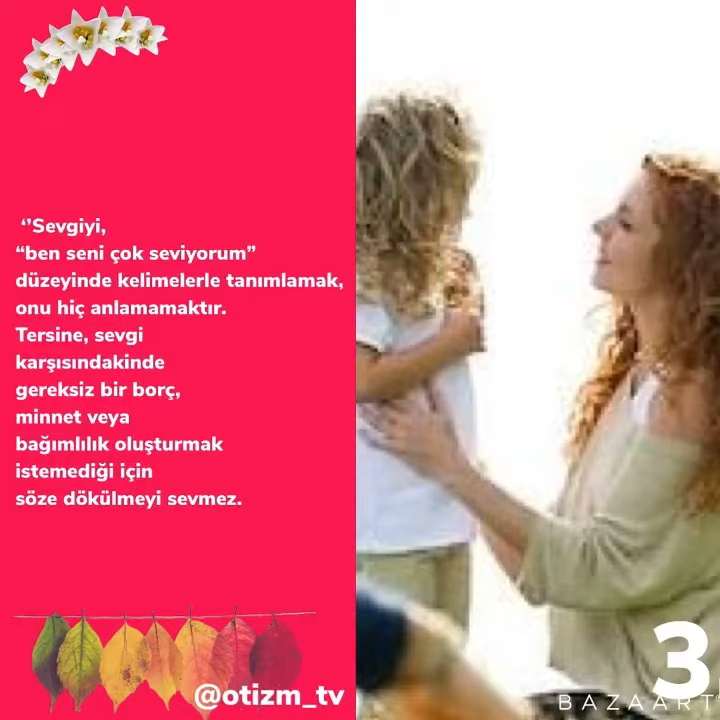 ‘’Sevgiyi,
“ben seni çok seviyorum”
düzeyinde kelimelerle tanımlamak,
onu hiç anlamamaktır.
Tersine, sevgi
karşısındakinde
gereksiz bir borç,
minnet veya
bağımlılık oluşturmak
istemediği için
söze dökülmeyi sevmez.
@otizm_tv
3
BAZAART